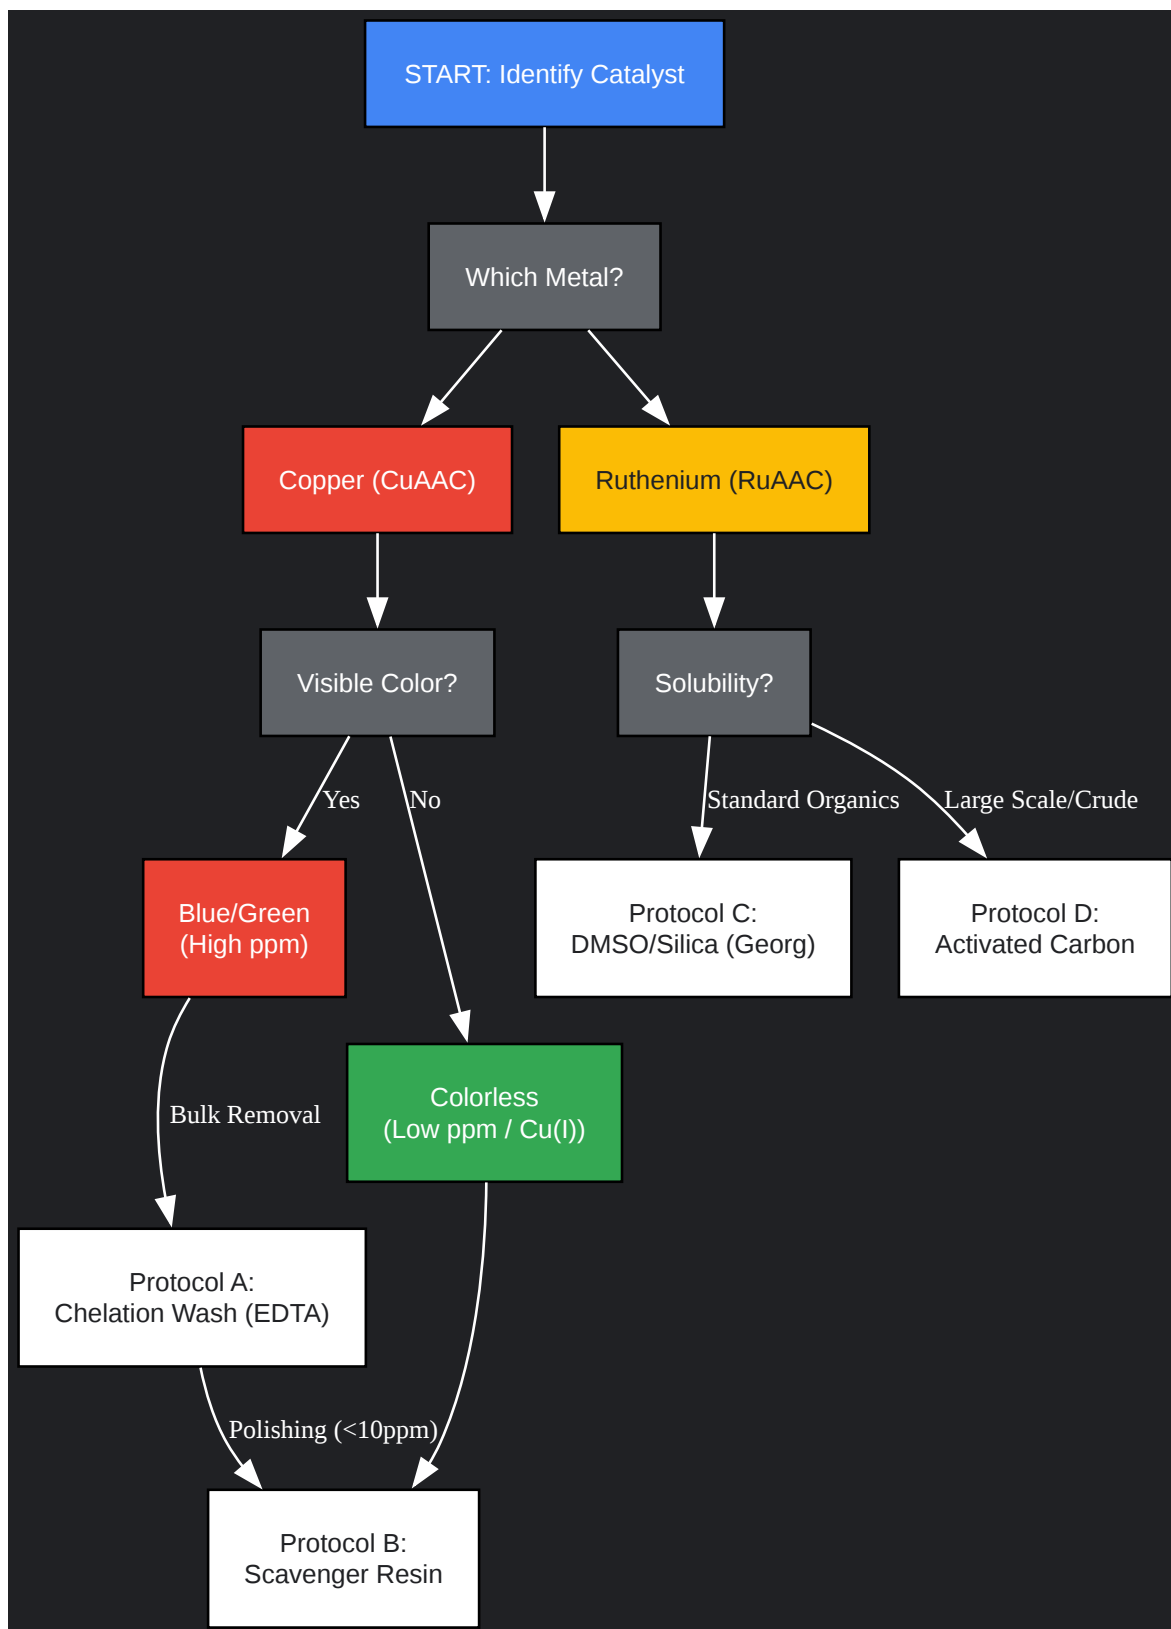 START: Identify Catalyst
Which Metal?
Copper (CuAAC)
Ruthenium (RuAAC)
Visible Color?
Solubility?
Yes
No
Standard Organics
Large Scale/Crude
Blue/Green
(High ppm)
Protocol C:
DMSO/Silica (Georg)
Protocol D:
Activated Carbon
Colorless
(Low ppm / Cu(I))
Bulk Removal
Protocol A:
Chelation Wash (EDTA)
Polishing (<10ppm)
Protocol B:
Scavenger Resin